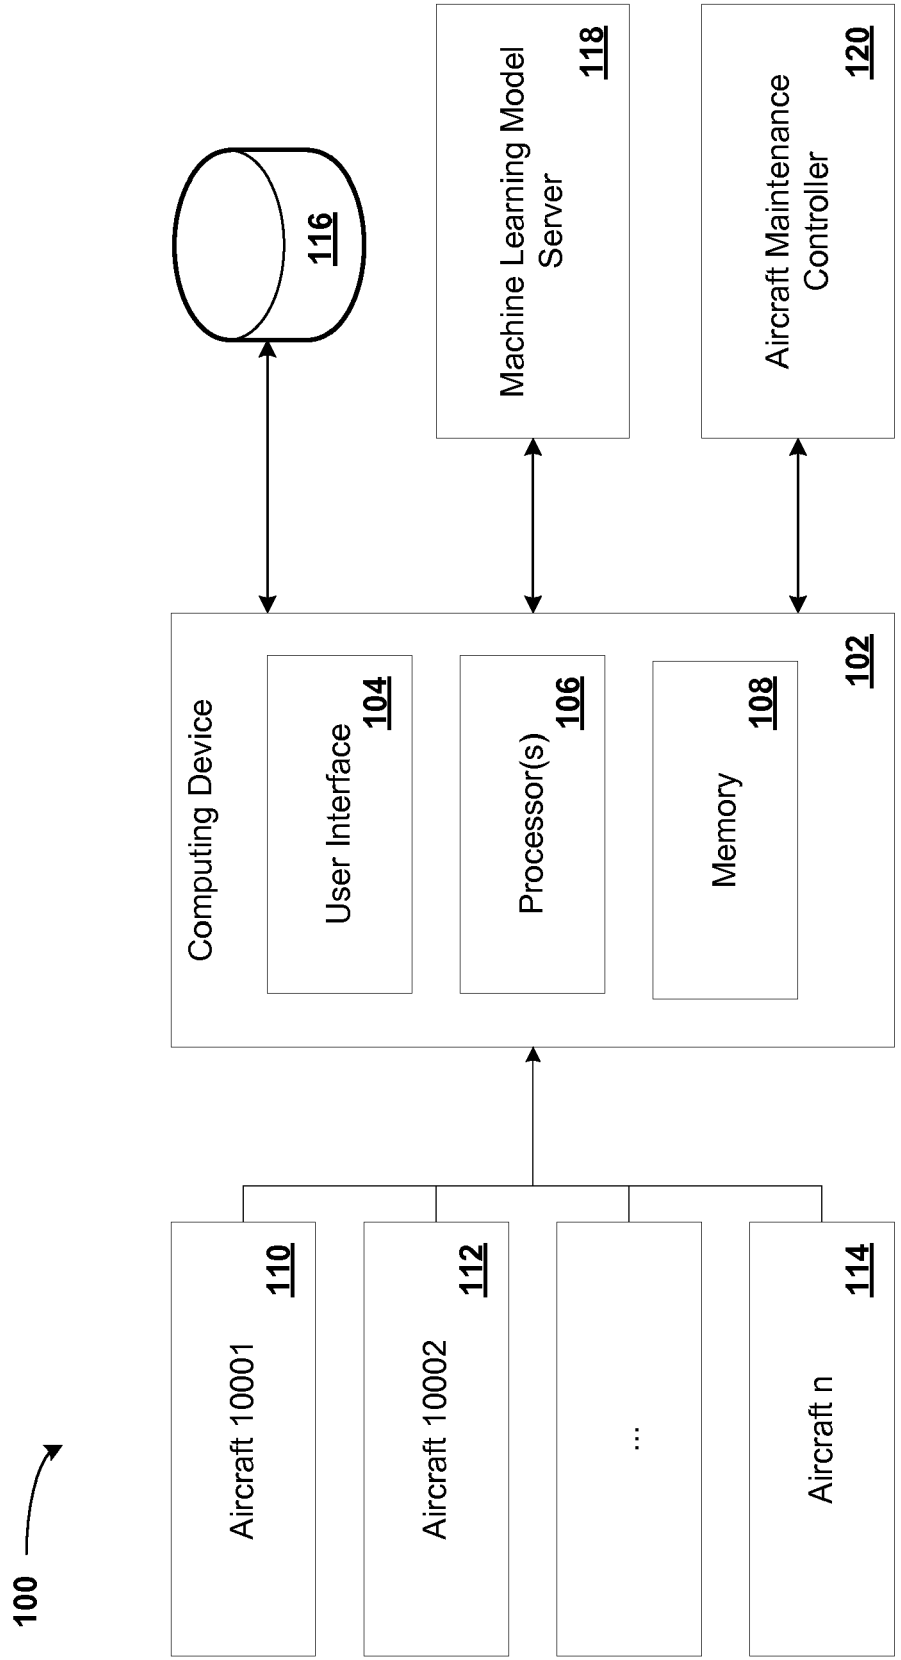 100
Aircraft 10001
110
Aircraft 10002
112
...
Aircraft n
114
Computing Device
User Interface
104
Processor(s)
106
Memory
108
102
116
Machine Learning Model
Server
118
Aircraft Maintenance
Controller
120